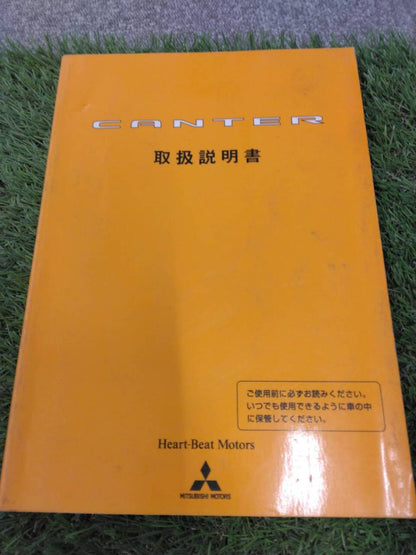 CANTER
取扱説明書
ご使用前に必ずお読みください。
いつでも使用できるように車の中
に保管してください。
Heart-Beat Motors
MITSUBISHI MOTORS